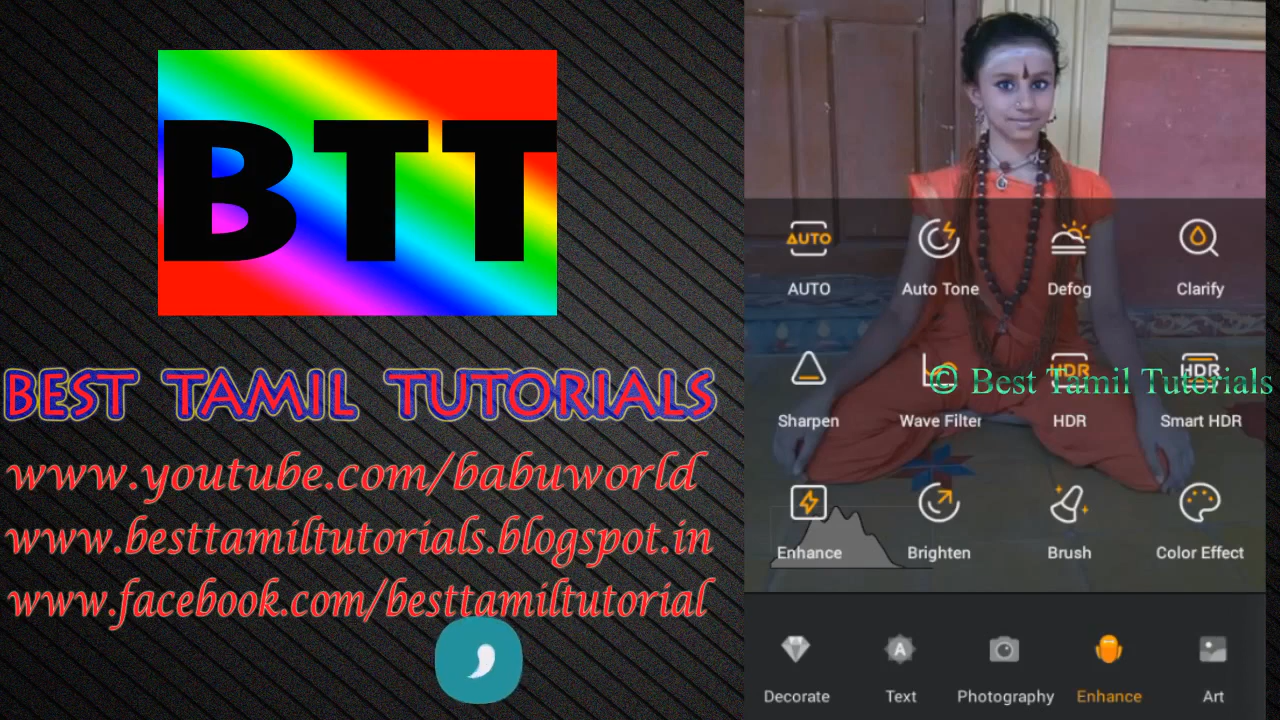 BTT
BEST TAMIL TUTORIALS
www.youtube.com/babuworld
www.besttamiltutorials.blogspot.in
www.facebook.com/besttamiltutorial
AUTO
AUTO Auto Tone Defog Clarify
HDR HDR
© Best Tamil Tutorials
Sharpen Wave Filter HDR Smart HDR
Enhance Brighten Brush Color Effect
A
Decorate Text Photography Enhance Art